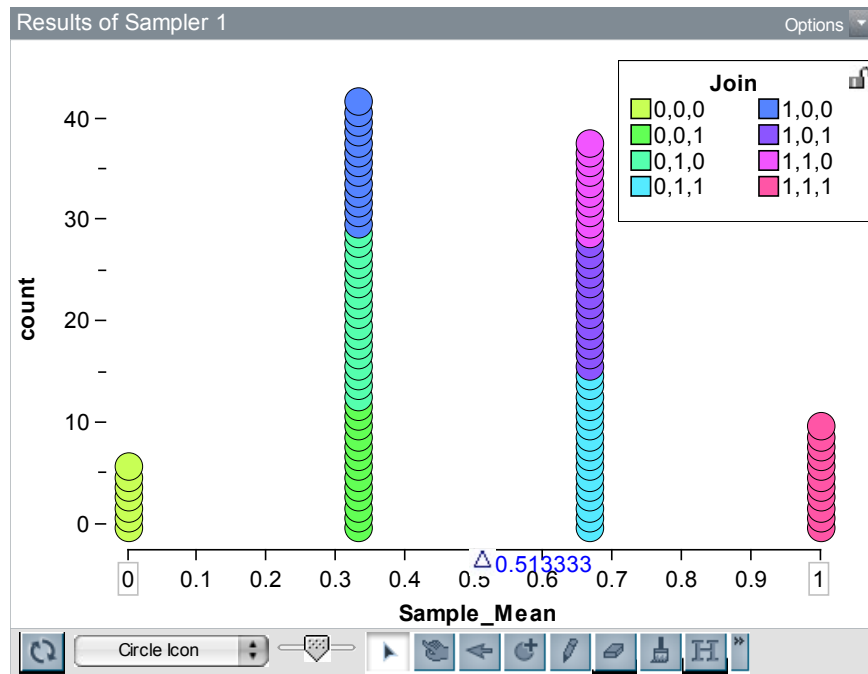 Results of Sampler 1
Options
Join
0,0,0 1,0,0
0,0,1 1,0,1
0,1,0 1,1,0
0,1,1 1,1,1
40
30
20
10
0
count
0 0.1 0.2 0.3 0.4 0.5 0.6 0.7 0.8 0.9 1
0.513333
Sample_Mean
Circle Icon